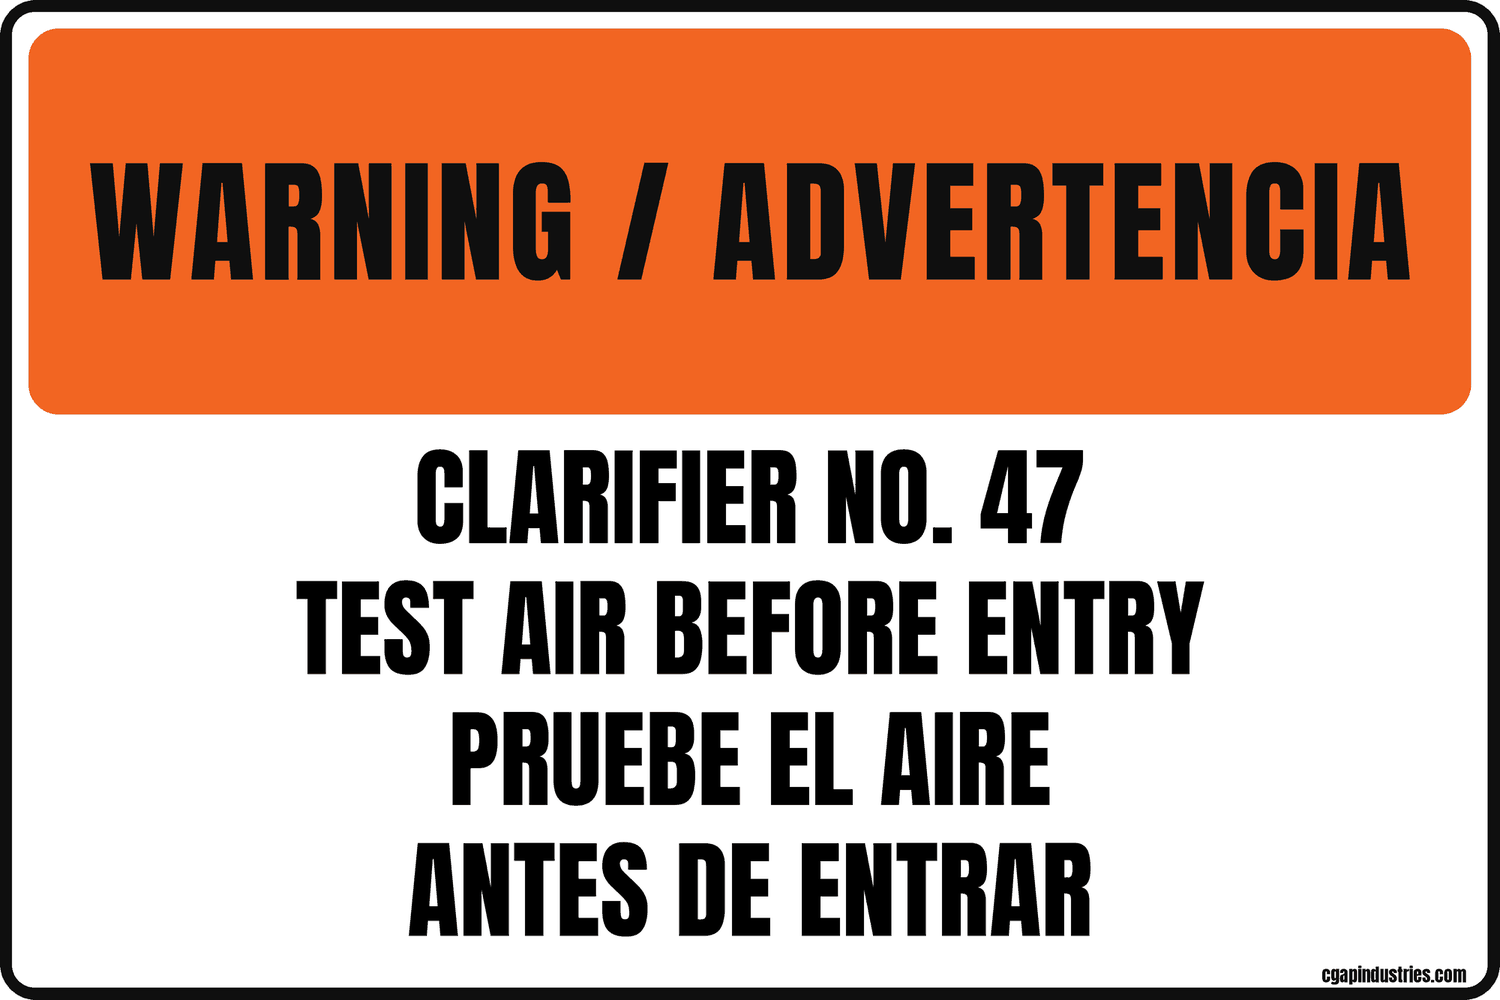 WARNING / ADVERTENCIA
CLARIFIER NO. 47
TEST AIR BEFORE ENTRY
PRUEBE EL AIRE
ANTES DE ENTRAR
cgapindustries.com